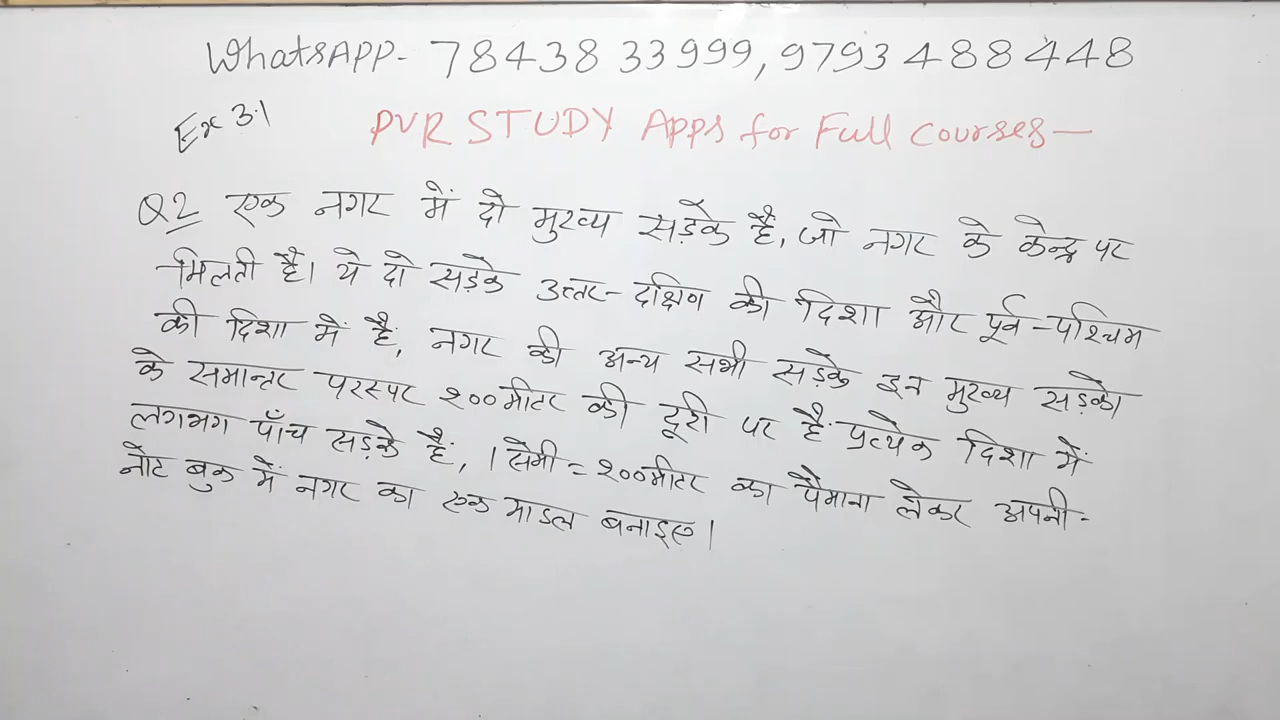 WhatsAPP- 78438 33999, 9793 488448
Ex 3.1
PVR STUDY Apps for Full Courses—
Q2 एक नगर में दो मुख्य सड़के हैं, जो नगर के केन्द्र पर
मिलती हैं। ये दो सड़के उत्तर-दक्षिण की दिशा और पूर्व-पश्चिम
की दिशा में हैं, नगर की अन्य सभी सड़के इन मुख्य सड़को
के समान्तर परस्पर २००मीटर की दूरी पर हैं प्रत्येक दिशा में
लगभग पाँच सड़के हैं, 1सेमी = २००मीटर का पैमाना लेकर अपनी-
नोट बुक में नगर का एक माडल बनाइए।